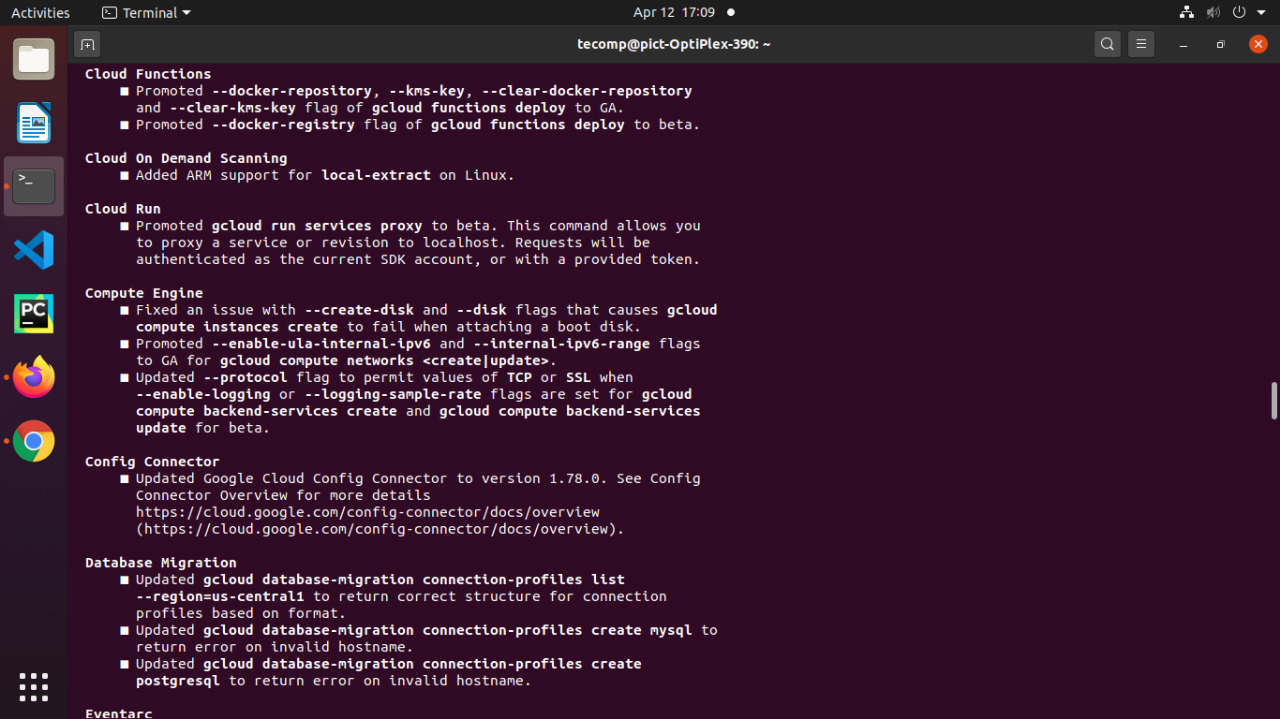 Activities
Terminal
Apr 12 17:09
tecomp@pict-OptiPlex-390: ~
Cloud Functions
■ Promoted --docker-repository, --kms-key, --clear-docker-repository
and --clear-kms-key flag of gcloud functions deploy to GA.
■ Promoted --docker-registry flag of gcloud functions deploy to beta.
Cloud On Demand Scanning
■ Added ARM support for local-extract on Linux.
Cloud Run
■ Promoted gcloud run services proxy to beta. This command allows you
to proxy a service or revision to localhost. Requests will be
authenticated as the current SDK account, or with a provided token.
Compute Engine
■ Fixed an issue with --create-disk and --disk flags that causes gcloud
compute instances create to fail when attaching a boot disk.
■ Promoted --enable-ula-internal-ipv6 and --internal-ipv6-range flags
to GA for gcloud compute networks <create|update>.
■ Updated --protocol flag to permit values of TCP or SSL when
--enable-logging or --logging-sample-rate flags are set for gcloud
compute backend-services create and gcloud compute backend-services
update for beta.
Config Connector
■ Updated Google Cloud Config Connector to version 1.78.0. See Config
Connector Overview for more details
https://cloud.google.com/config-connector/docs/overview
(https://cloud.google.com/config-connector/docs/overview).
Database Migration
■ Updated gcloud database-migration connection-profiles list
--region=us-central1 to return correct structure for connection
profiles based on format.
■ Updated gcloud database-migration connection-profiles create mysql to
return error on invalid hostname.
■ Updated gcloud database-migration connection-profiles create
postgresql to return error on invalid hostname.
Eventarc
>_
PC